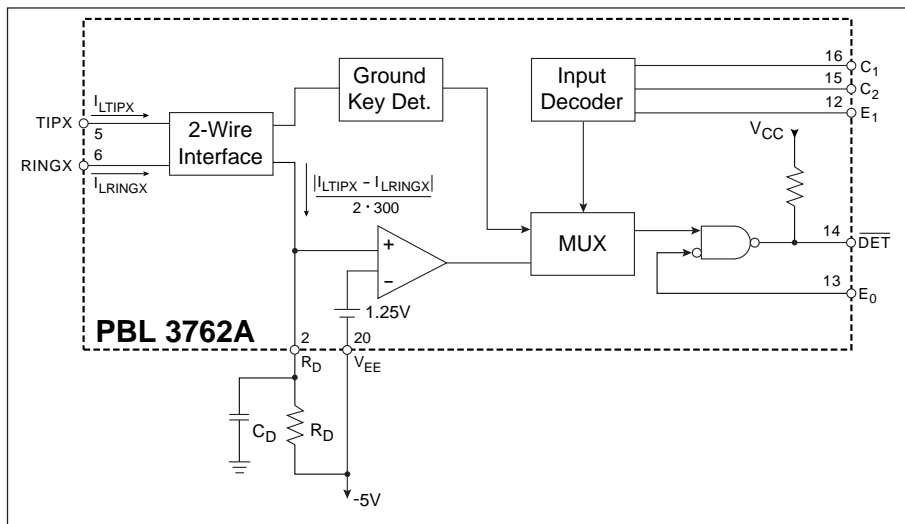 16
C1
15
C2
12
E1
Ground
Key Det.
Input
Decoder
ILTIPX
TIPX
5
2-Wire
Interface
6
RINGX
ILRINGX
VCC
|ILTIPX - ILRINGX|
2 · 300
MUX
14
DET
13
E0
+
−
1.25V
PBL 3762A
2
RD
20
VEE
CD
RD
-5V